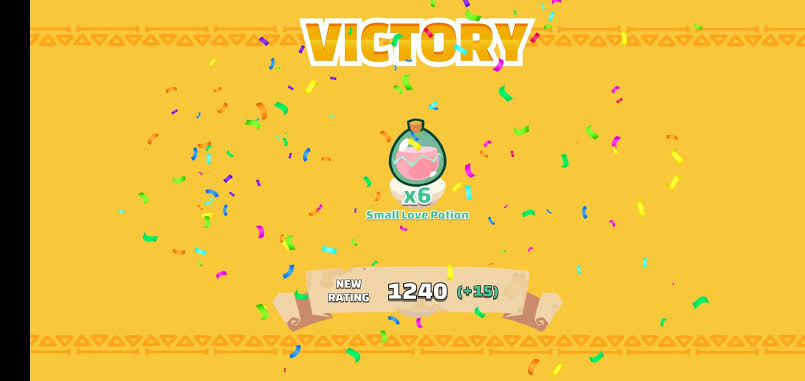 VICTORY
x6
Small Love Potion
NEW
RATING
1240 (+15)